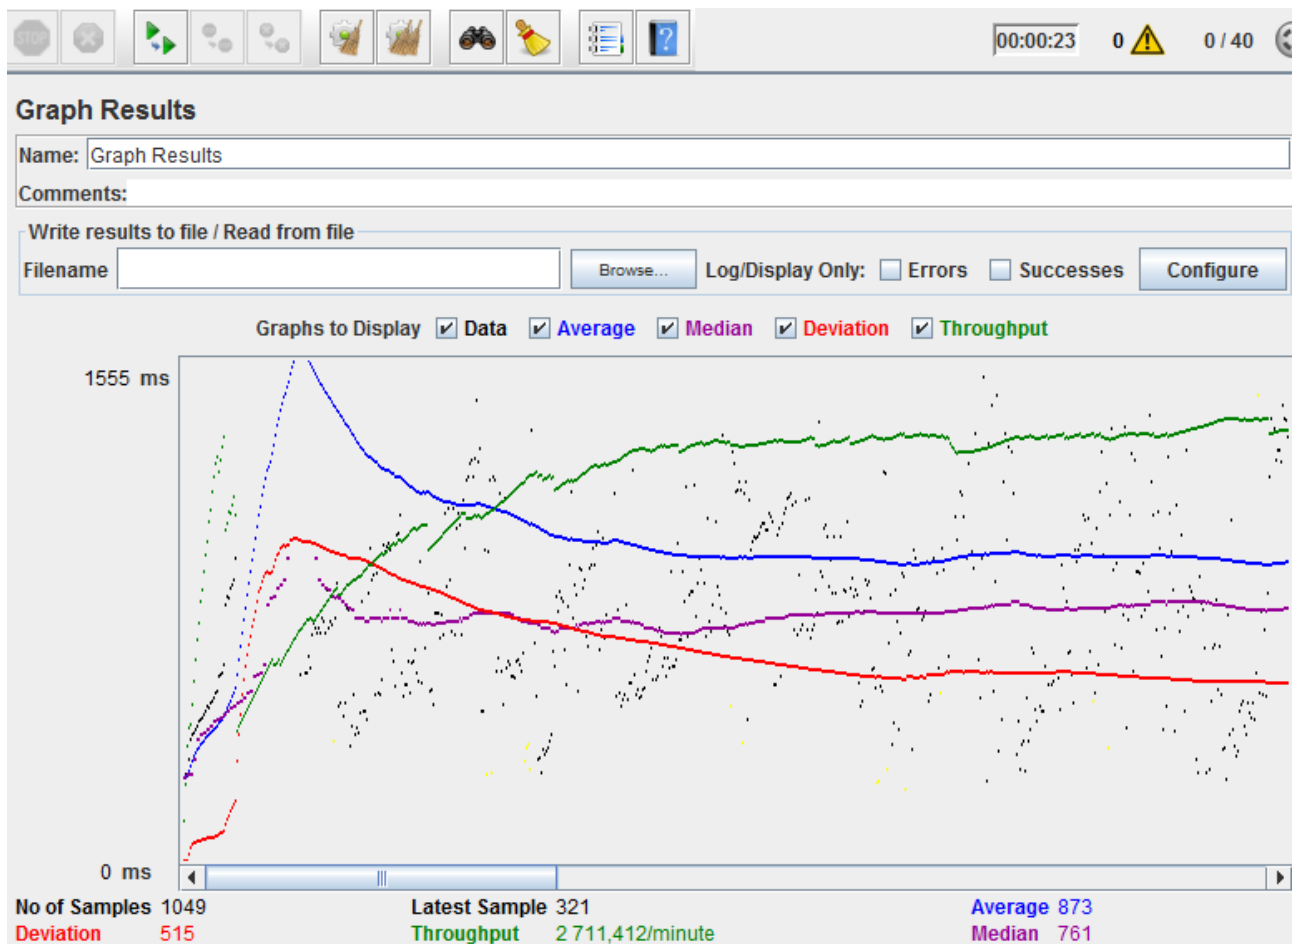 STOP
00:00:23 0 0 / 40
Graph Results
Name: Graph Results
Comments:
Write results to file / Read from file
Filename Browse... Log/Display Only: Errors Successes Configure
Graphs to Display Data Average Median Deviation Throughput
1555 ms
0 ms
No of Samples 1049 Latest Sample 321 Average 873
Deviation 515 Throughput 2 711,412/minute Median 761